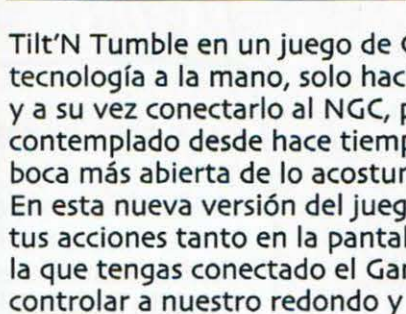 Tilt'N Tumble en un juego de
tecnología a la mano, solo hac
y a su vez conectarlo al NGC, p
contemplado desde hace tiemp
boca más abierta de lo acostur
En esta nueva versión del jueg
tus acciones tanto en la pantal
la que tengas conectado el Gar
controlar a nuestro redondo y